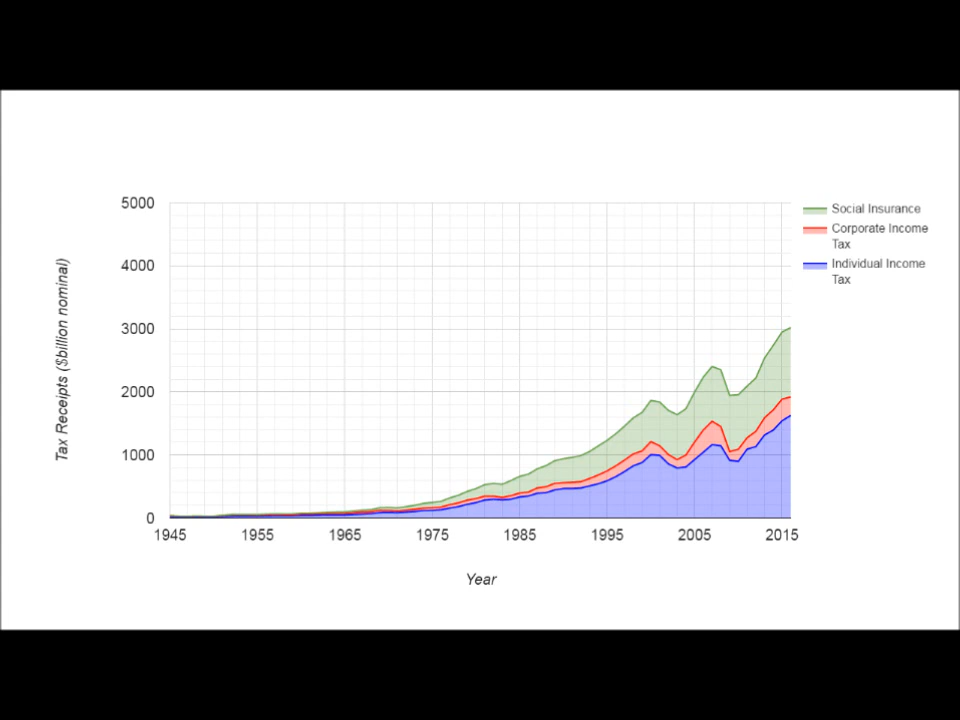 5000
4000
3000
2000
1000
0
Tax Receipts ($billion nominal)
1945 1955 1965 1975 1985 1995 2005 2015
Year
Social Insurance
Corporate Income
Tax
Individual Income
Tax